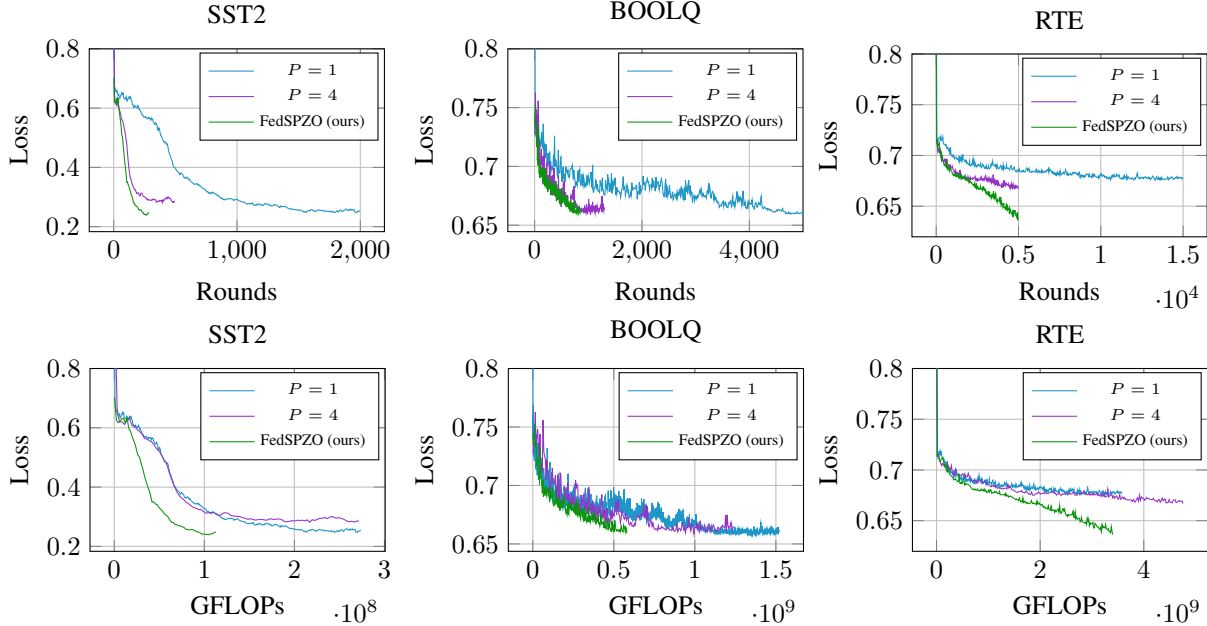 SST2
0.8
0.6
0.4
0.2
Loss
P = 1
P = 4
FedSPZO (ours)
0
1,000
2,000
Rounds
BOOLQ
0.8
0.75
0.7
0.65
Loss
P = 1
P = 4
FedSPZO (ours)
0
2,000
4,000
Rounds
RTE
0.8
0.75
0.7
0.65
Loss
P = 1
P = 4
FedSPZO (ours)
0
0.5
1
1.5
Rounds
·10^4
SST2
0.8
0.6
0.4
0.2
Loss
P = 1
P = 4
FedSPZO (ours)
0
1
2
3
GFLOPs
·10^8
BOOLQ
0.8
0.75
0.7
0.65
Loss
P = 1
P = 4
FedSPZO (ours)
0
0.5
1
1.5
GFLOPs
·10^9
RTE
0.8
0.75
0.7
0.65
Loss
P = 1
P = 4
FedSPZO (ours)
0
2
4
GFLOPs
·10^9